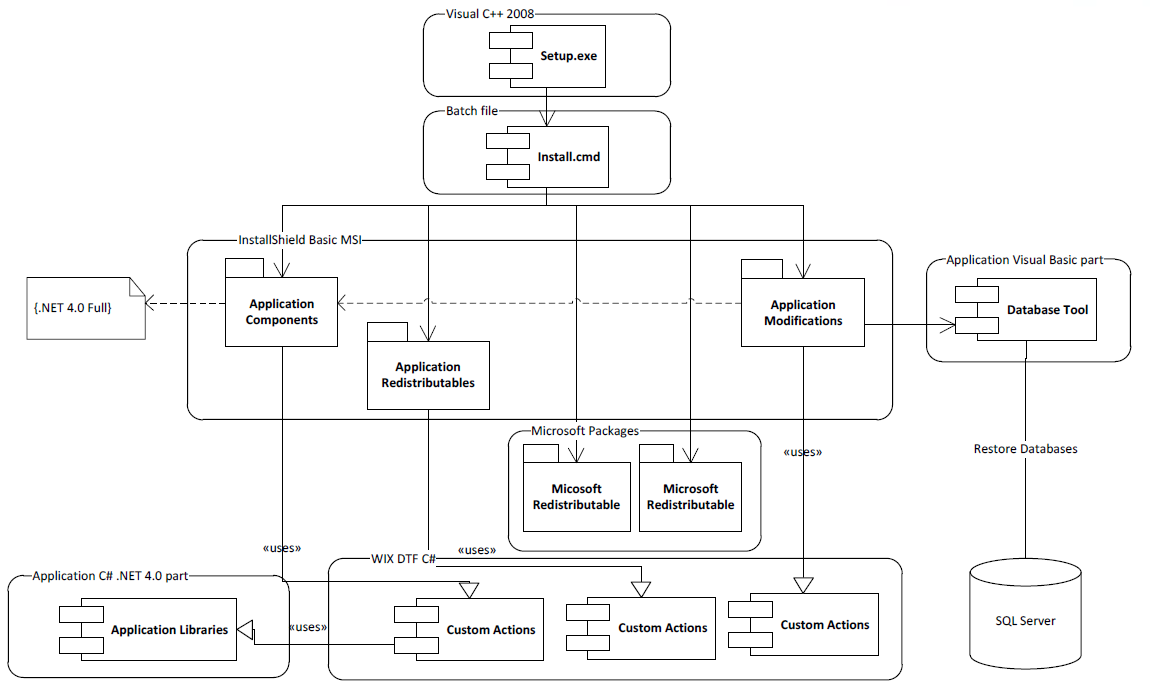 Visual C++ 2008
Setup.exe
Batch file
Install.cmd
InstallShield Basic MSI
Application Visual Basic part
{.NET 4.0 Full}
Application
Components
Application
Modifications
Database Tool
Application
Redistributables
Microsoft Packages
«uses»
Restore Databases
Micosoft
Redistributable
Microsoft
Redistributable
«uses»
«uses»
WIX DTF C#
Application C# .NET 4.0 part
Application Libraries
«uses»
Custom Actions
Custom Actions
Custom Actions
SQL Server